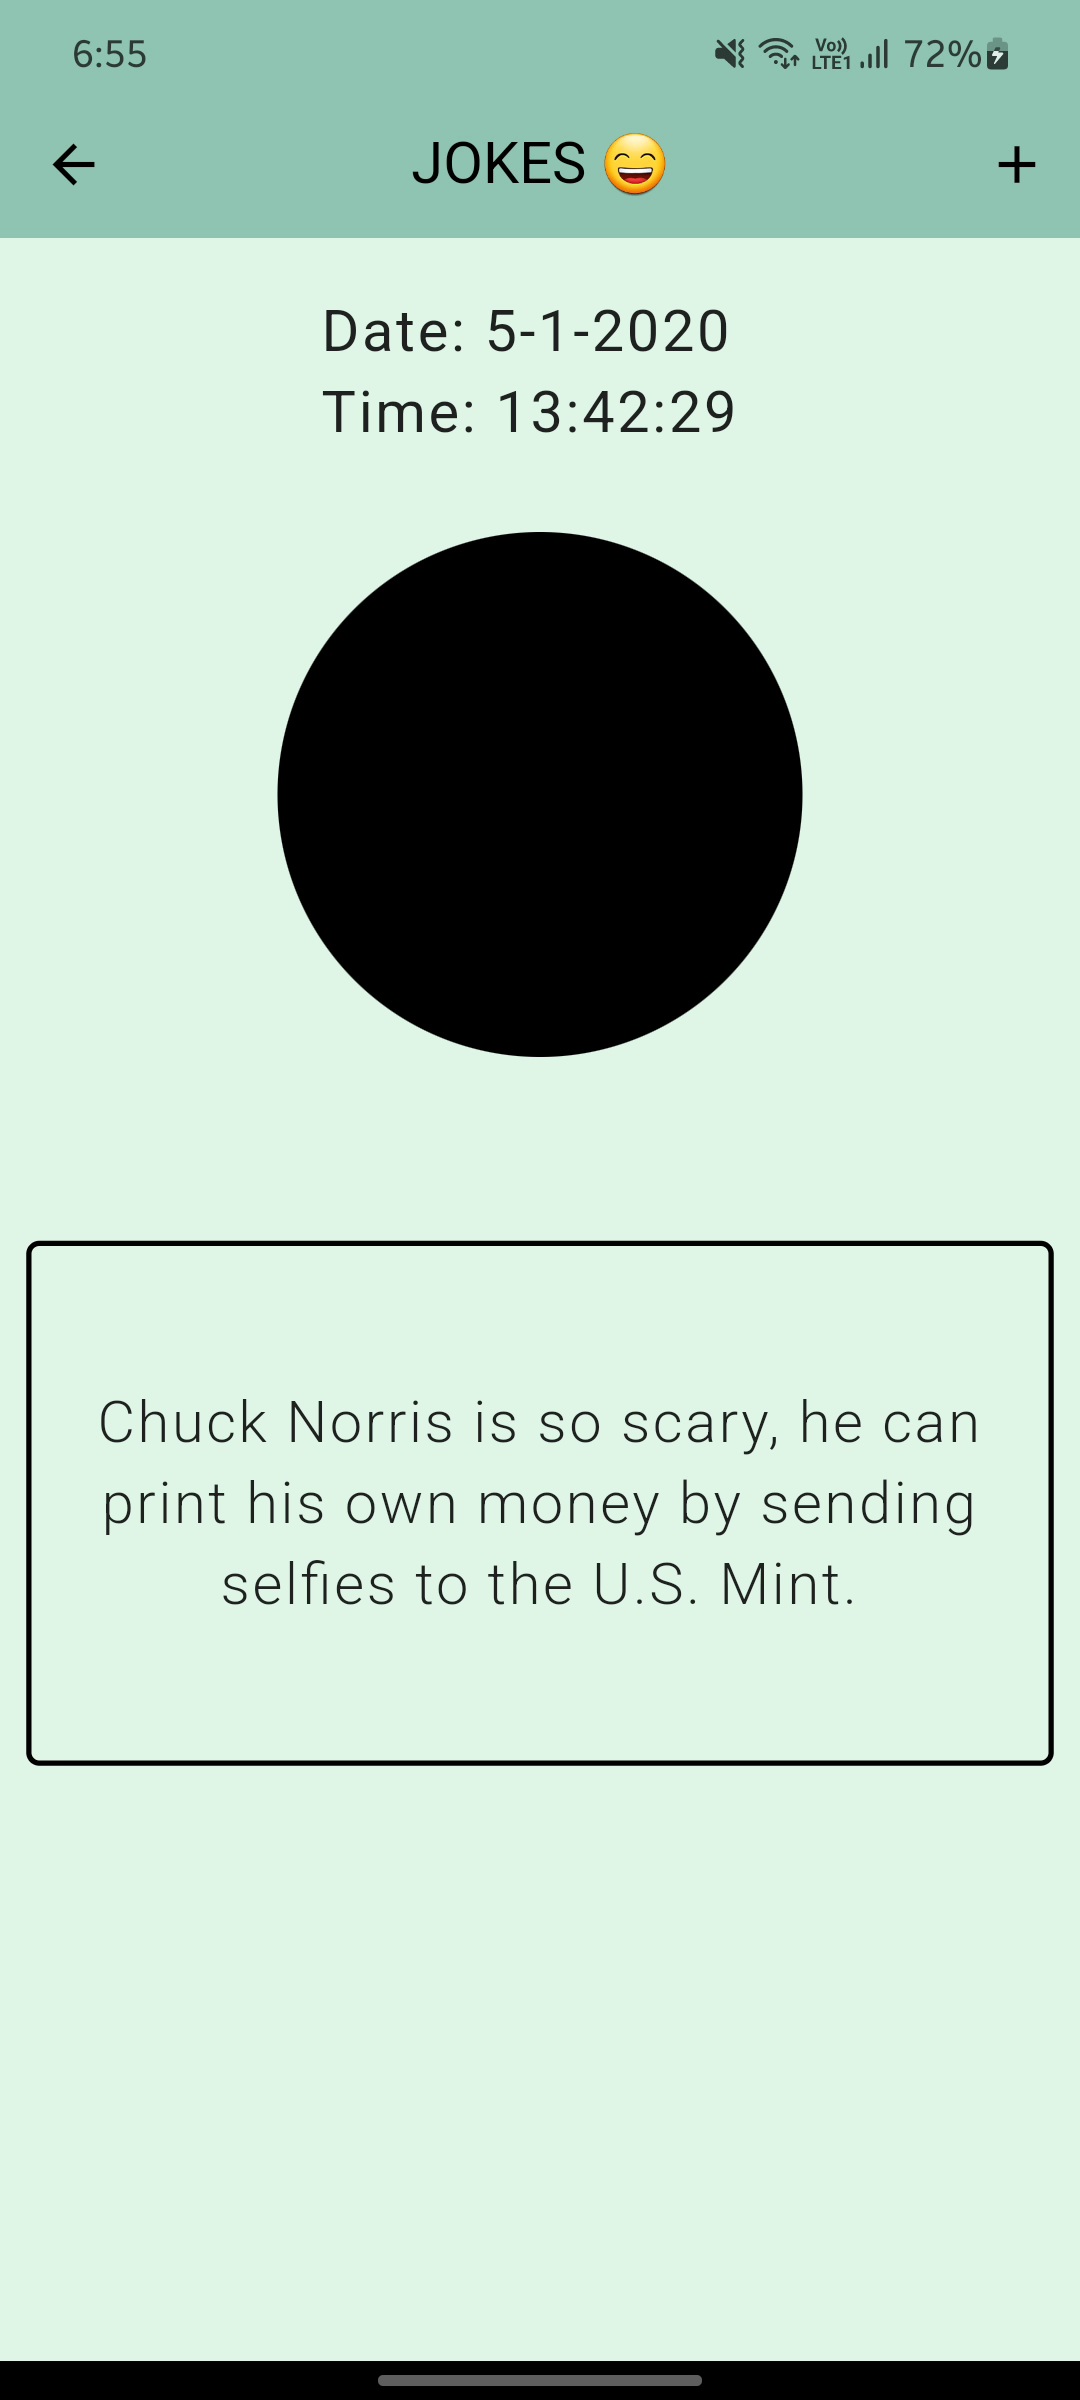 6:55
Vo)) LTE1 72%
JOKES 😄
Date: 5-1-2020
Time: 13:42:29
Chuck Norris is so scary, he can
print his own money by sending
selfies to the U.S. Mint.